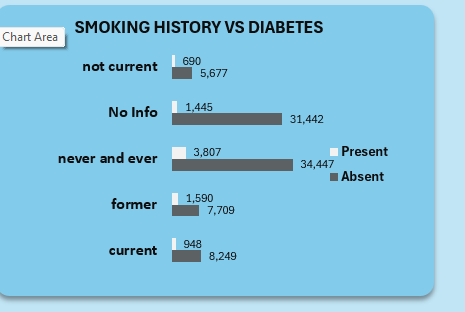 SMOKING HISTORY VS DIABETES
Chart Area
not current
690
5,677
No Info
1,445
31,442
never and ever
3,807
34,447
Present
Absent
former
1,590
7,709
current
948
8,249